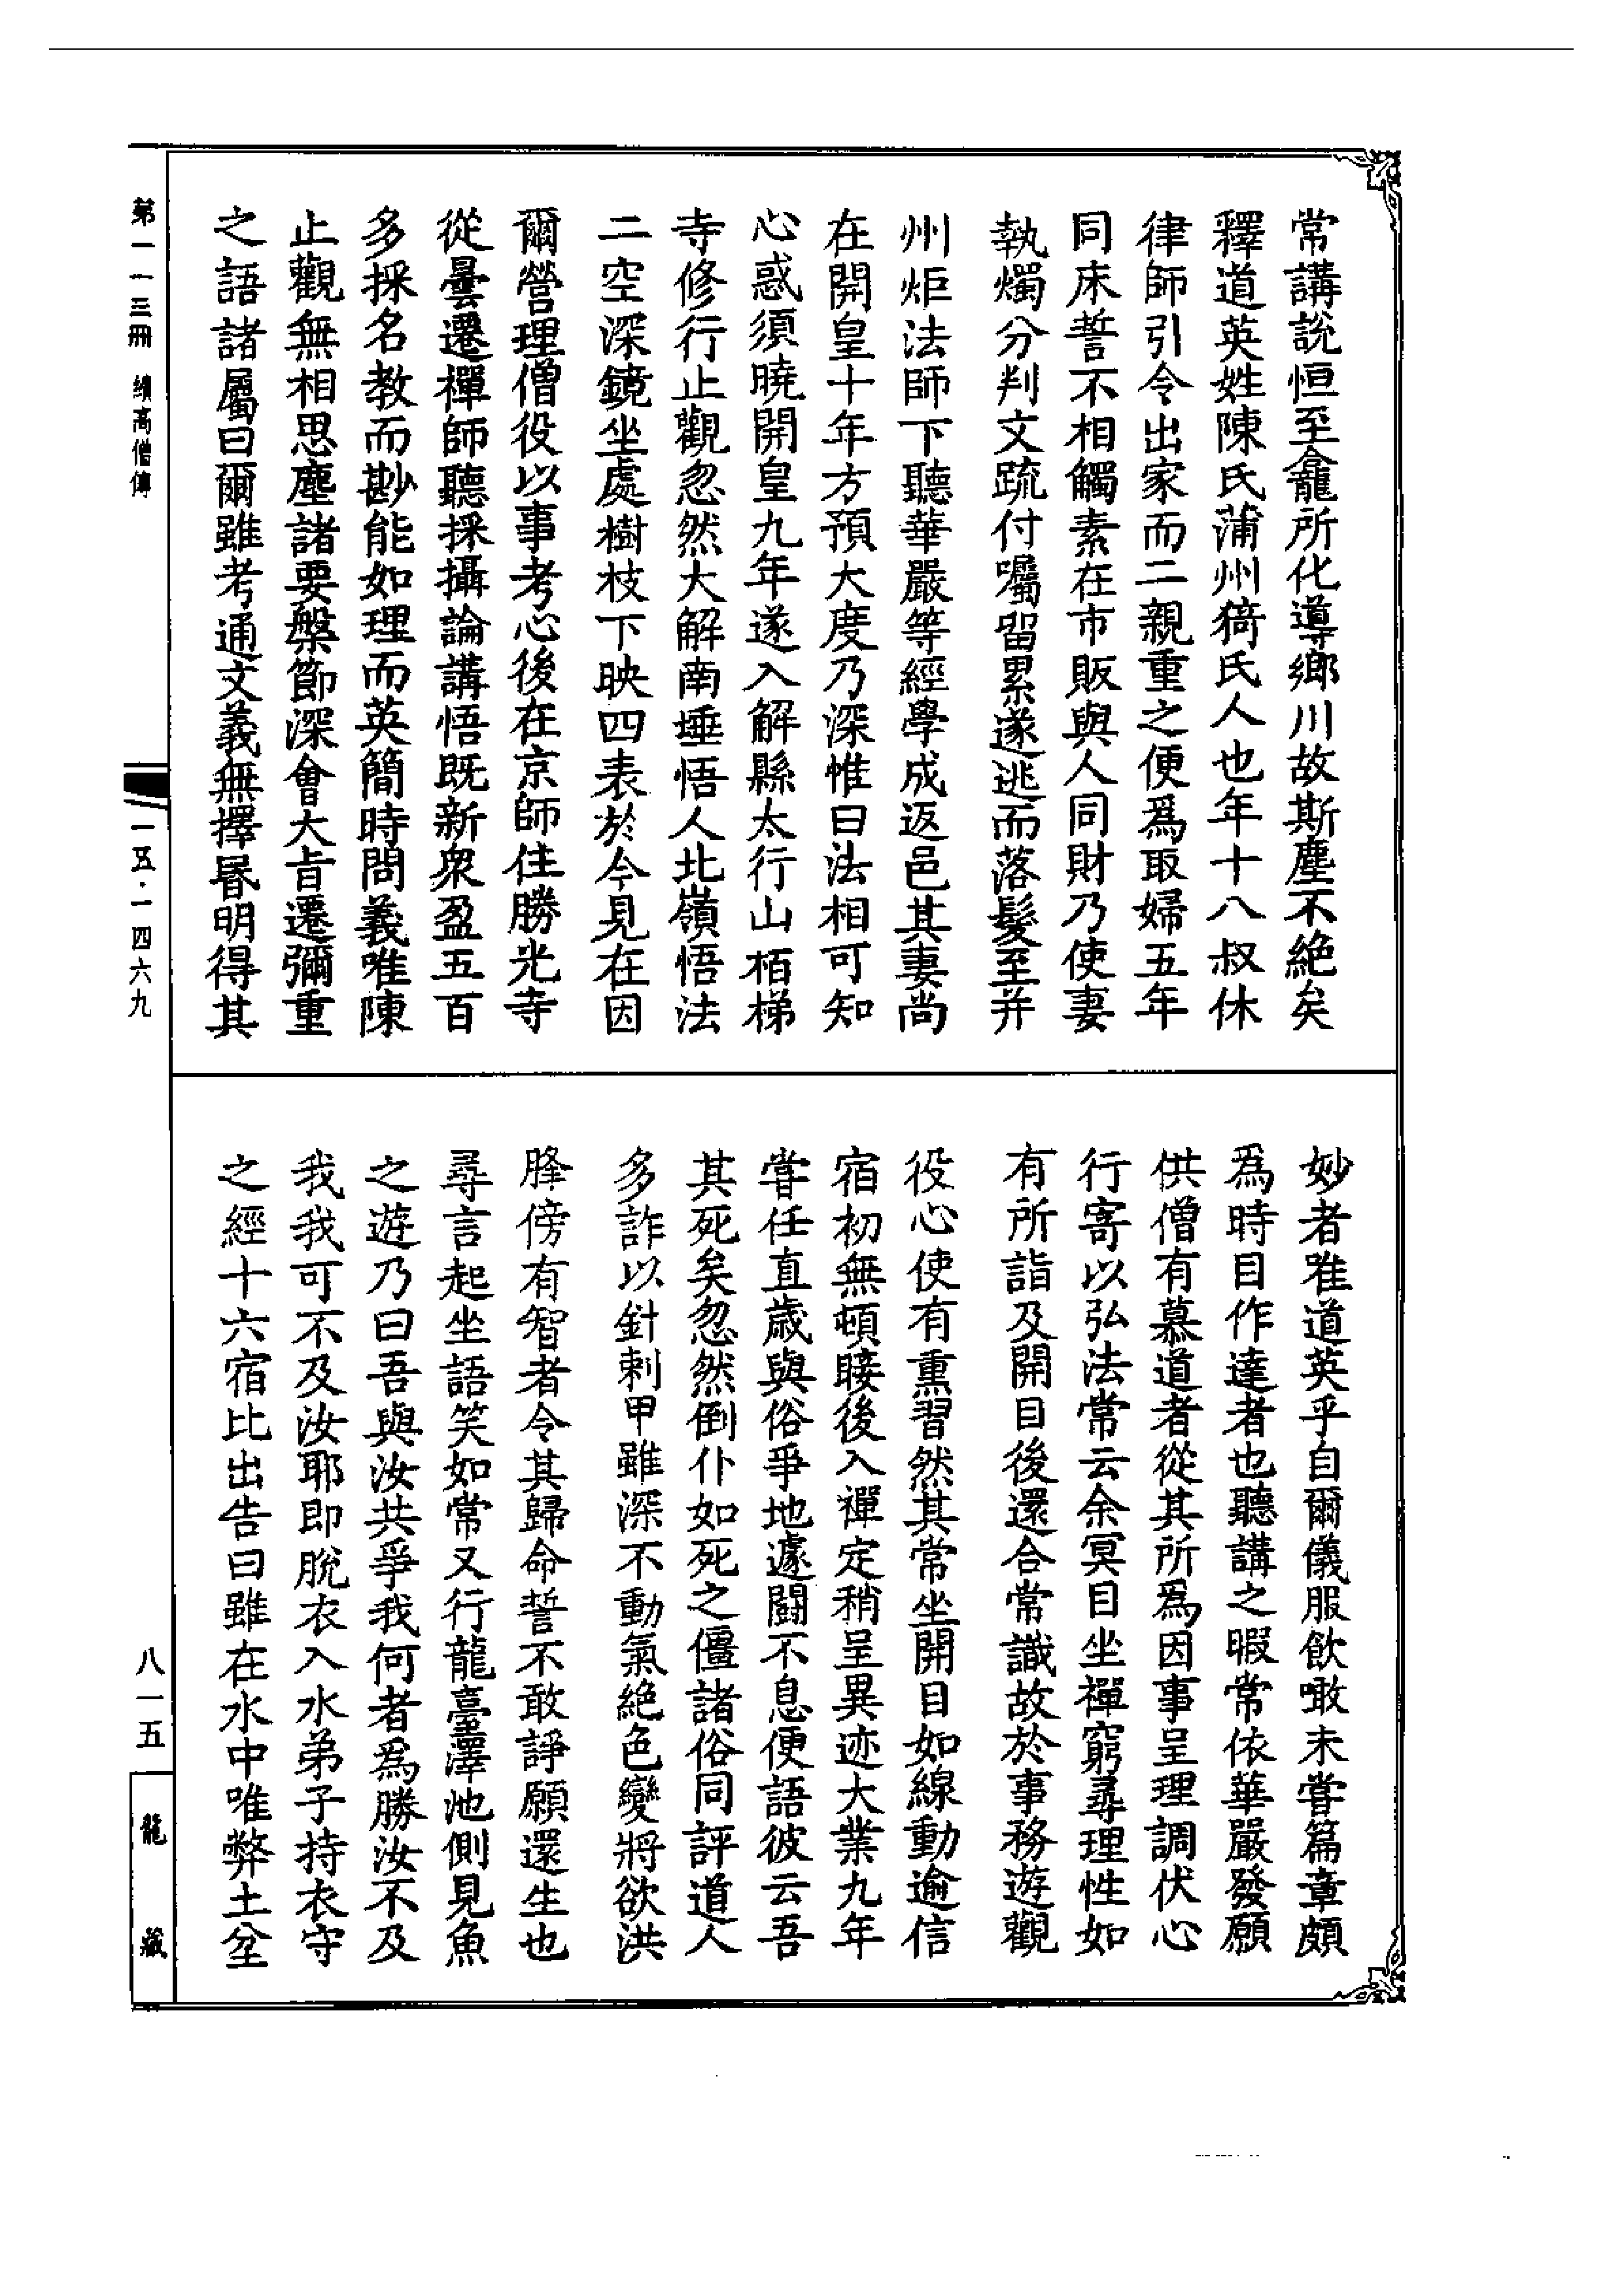 常講說恒至龕所化導鄉川故斯塵不絕矣
釋道英姓陳氏蒲州猗氏人也年十八叔休
律師引令出家而二親重之便爲取婦五年
同床誓不相觸素在市販與人同財乃使妻
執燭分判文疏付囑留累遂逃而落髮至并
州炬法師下聽華嚴等經學成返邑其妻尚
在開皇十年方預大度乃深惟曰法相可知
心惑須曉開皇九年遂入解縣太行山栢梯
寺修行止觀忽然大解南埵悟人北嶺悟法
二空深鏡坐處樹枝下映四表於今見在因
爾營理僧役以事考心後在京師住勝光寺
從曇遷禪師聽採攝論講悟既新衆盈五百
多採名教而尠能如理而英簡時問義唯陳
止觀無相思塵諸要槃節深會大旨遷彌重
之語諸屬曰爾雖考通文義無擇晷明得其
妙者唯道英乎自爾儀服飲噉未嘗篇章頗
爲時目作達者也聽講之暇常依華嚴發願
供僧有慕道者從其所爲因事呈理調伏心
行寄以弘法常云余冥目坐禪窮尋理性如
有所詣及開目後還合常識故於事務遊觀
役心使有熏習然其常坐開目如線動逾信
宿初無頓睫後入禪定稍呈異迹大業九年
嘗任直歲與俗爭地遽鬪不息便語彼云吾
其死矣忽然倒仆如死之僵諸俗同評道人
多詐以針刺甲雖深不動氣絕色變將欲洪
胮傍有智者令其歸命誓不敢諍願還生也
尋言起坐語笑如常又行龍臺澤池側見魚
之遊乃曰吾與汝共爭我何者爲勝汝不及
我我可不及汝耶即脫衣入水弟子持衣守
之經十六宿比出告曰雖在水中唯弊土坌
第一一三冊 續高僧傳
一五·一四六九
八一五
龍藏